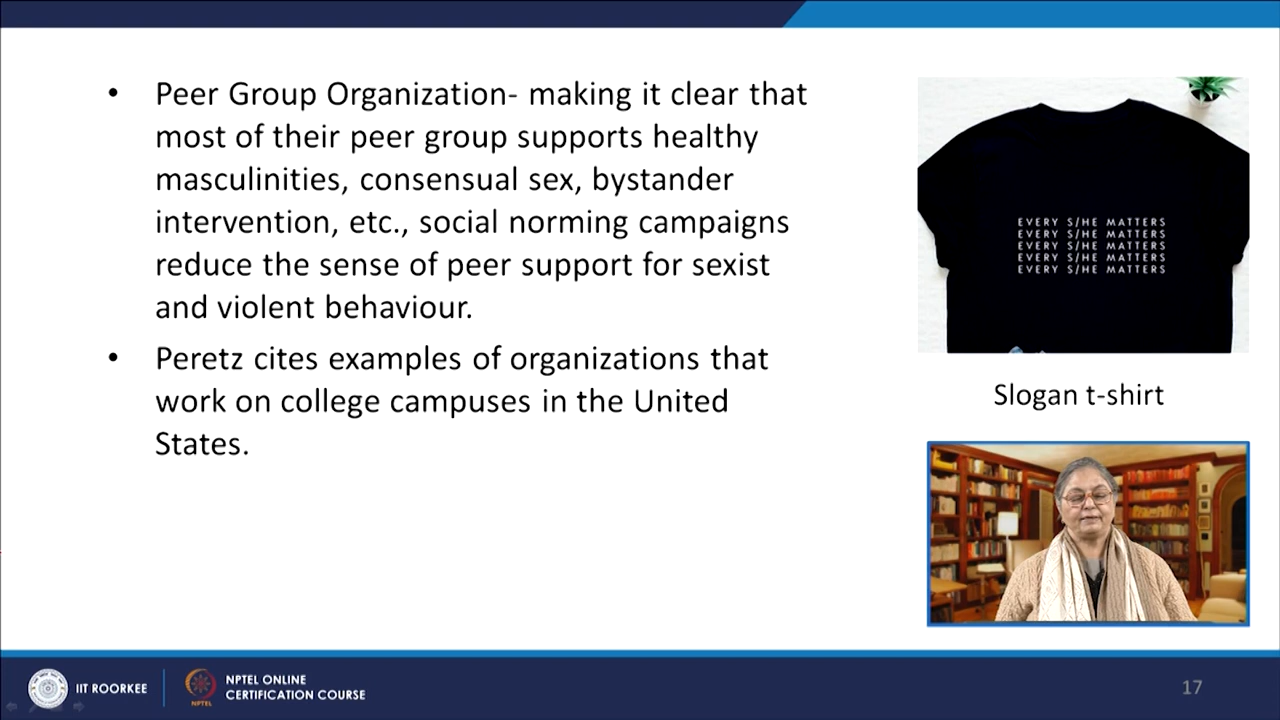 • Peer Group Organization- making it clear that
most of their peer group supports healthy
masculinities, consensual sex, bystander
intervention, etc., social norming campaigns
reduce the sense of peer support for sexist
and violent behaviour.
• Peretz cites examples of organizations that
work on college campuses in the United
States.
EVERY S/HE MATTERS
EVERY S/HE MATTERS
EVERY S/HE MATTERS
EVERY S/HE MATTERS
EVERY S/HE MATTERS
Slogan t-shirt
IIT ROORKEE
NPTEL
NPTEL ONLINE
CERTIFICATION COURSE
17